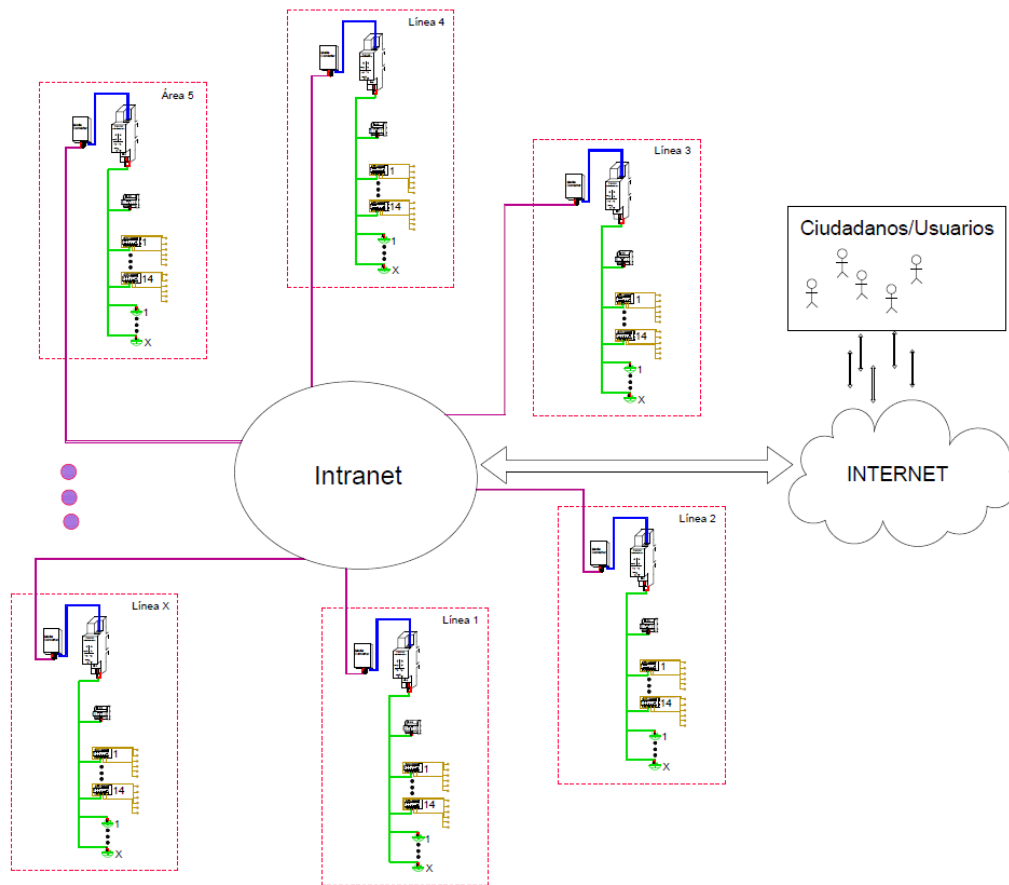 Línea 4
1
14
1
X
Área 5
1
14
1
X
Línea 3
1
14
1
X
Ciudadanos/Usuarios
Intranet
INTERNET
Línea 2
1
14
1
X
Línea X
1
14
1
X
Línea 1
1
14
1
X